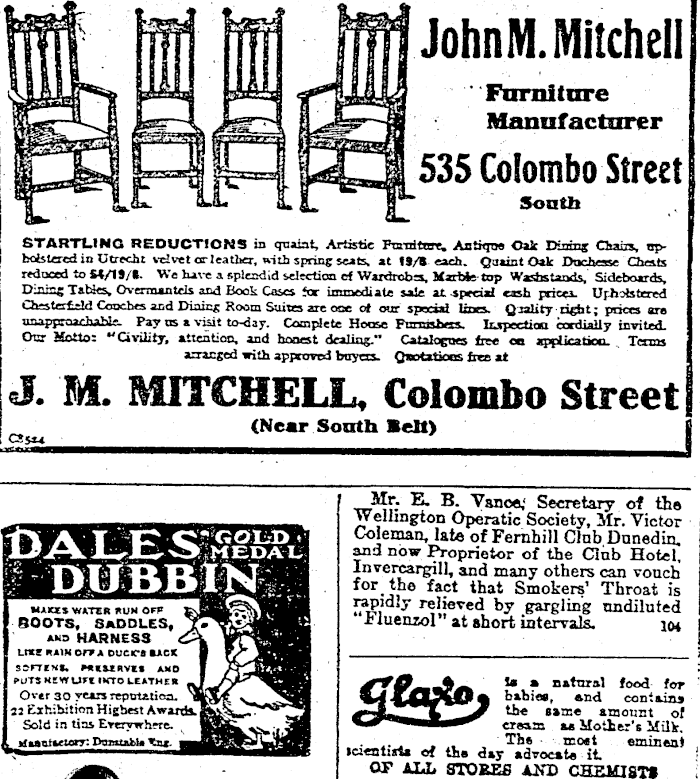 John M. Mitchell
Furniture
Manufacturer
535 Colombo Street
South
STARTLING REDUCTIONS in quaint, Artistic Furniture, Antique Oak Dining Chairs, up-
holstered in Utrecht velvet or leather, with spring seats, at 19/6 each. Quaint Oak Duchesse Chests
reduced to $4/19/6. We have a splendid selection of Wardrobes, Marble-top Washstands, Sideboards,
Dining Tables, Overmantels and Book Cases for immediate sale at special cash prices. Upholstered
Chesterfield Couches and Dining Room Suites are one of our special lines. Quality right; prices are
unapproachable. Pay us a visit to-day. Complete House Furnishers. Inspection cordially invited.
Our Motto: "Civility, attention, and honest dealing." Catalogues free on application. Terms
arranged with approved buyers. Quotations free at
J. M. MITCHELL, Colombo Street
(Near South Belt)
C8524
DALES GOLD
MEDAL
DUBBIN
MAKES WATER RUN OFF
BOOTS, SADDLES,
AND HARNESS
LIKE RAIN OFF A DUCK'S BACK
SOFTENS, PRESERVES AND
PUTS NEW LIFE INTO LEATHER
Over 30 years reputation.
22 Exhibition Highest Awards.
Sold in tins Everywhere.
Manufactory: Dunstable Eng.
Mr. E. B. Vance, Secretary of the
Wellington Operatic Society, Mr. Victor
Coleman, late of Fernhill Club Dunedin,
and now Proprietor of the Club Hotel,
Invercargill, and many others can vouch
for the fact that Smokers' Throat is
rapidly relieved by gargling undiluted
"Fluenzol" at short intervals. 104
Glaxo is a natural food for
babies, and contains
the same amount of
cream as Mother's Milk.
The most eminent
scientists of the day advocate it.
OF ALL STORES AND CHEMISTS